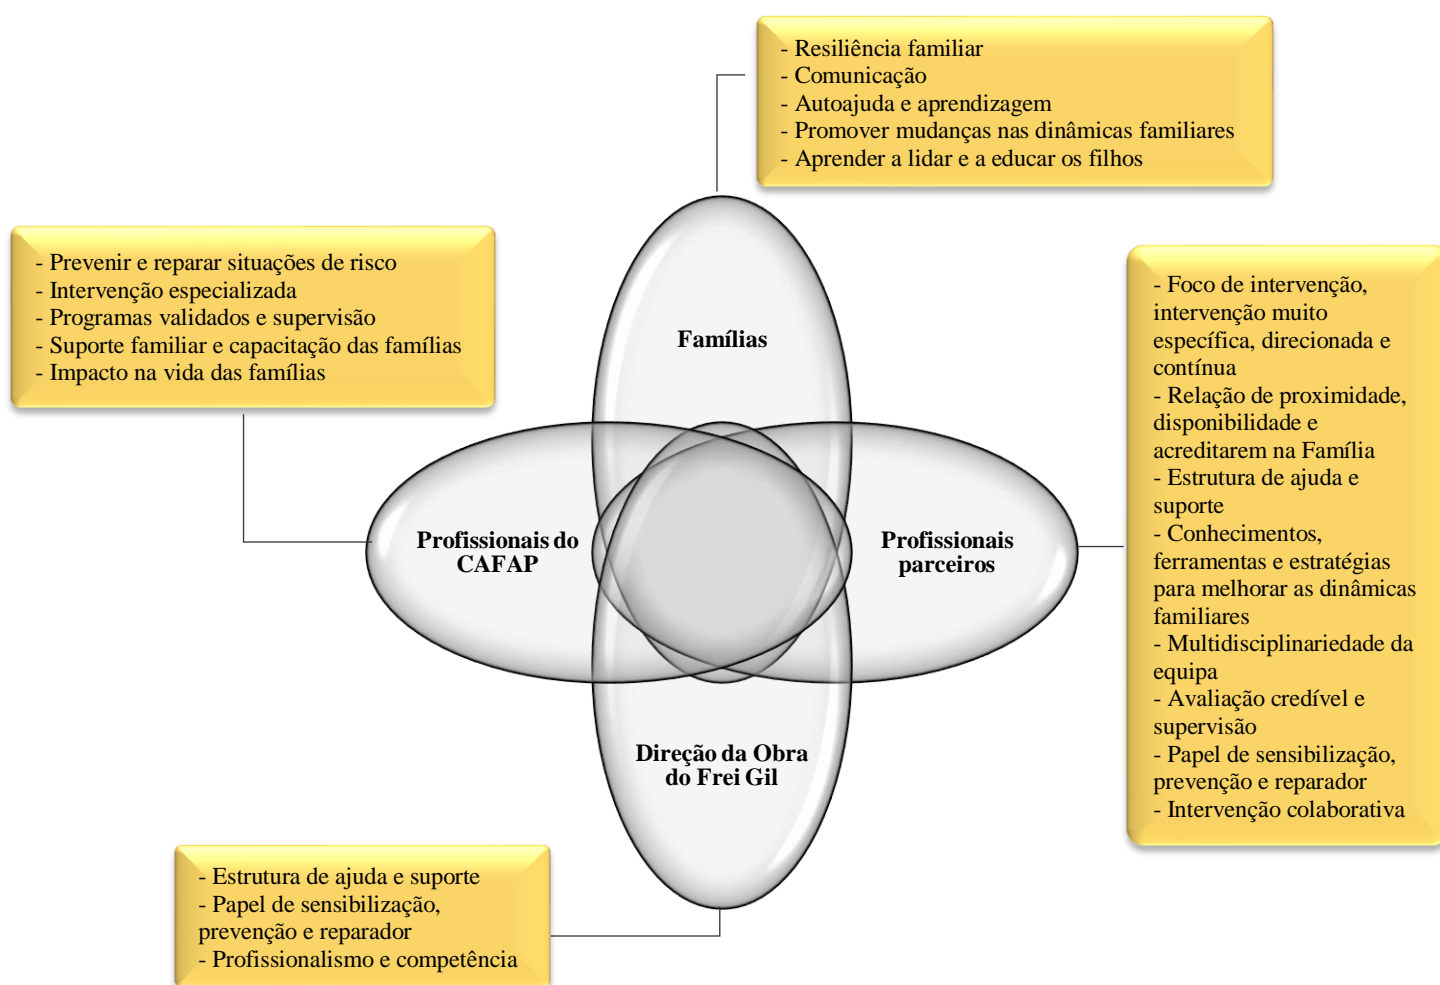 - Resiliência familiar
- Comunicação
- Autoajuda e aprendizagem
- Promover mudanças nas dinâmicas familiares
- Aprender a lidar e a educar os filhos
- Prevenir e reparar situações de risco
- Intervenção especializada
- Programas validados e supervisão
- Suporte familiar e capacitação das famílias
- Impacto na vida das famílias
Famílias
Profissionais do
CAFAP
Profissionais
parceiros
Direção da Obra
do Frei Gil
- Foco de intervenção,
intervenção muito
específica, direcionada e
contínua
- Relação de proximidade,
disponibilidade e
acreditarem na Família
- Estrutura de ajuda e
suporte
- Conhecimentos,
ferramentas e estratégias
para melhorar as dinâmicas
familiares
- Multidisciplinariedade da
equipa
- Avaliação credível e
supervisão
- Papel de sensibilização,
prevenção e reparador
- Intervenção colaborativa
- Estrutura de ajuda e suporte
- Papel de sensibilização,
prevenção e reparador
- Profissionalismo e competência